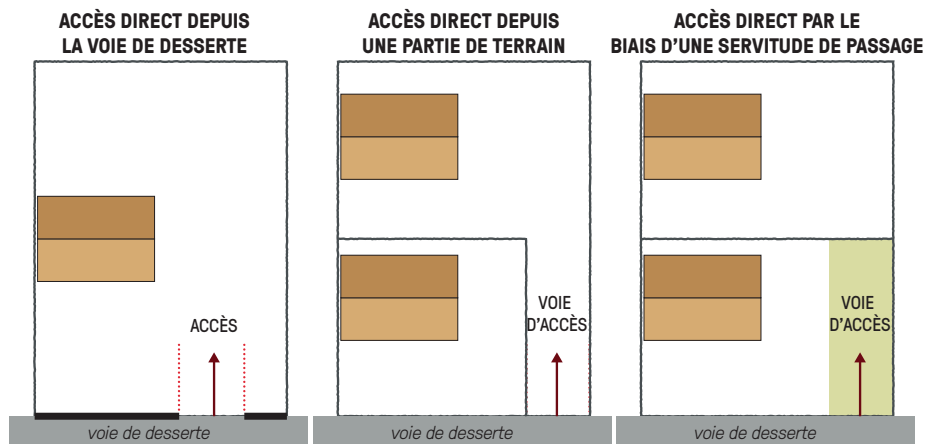 ACCÈS DIRECT DEPUIS
LA VOIE DE DESSERTE
ACCÈS
voie de desserte
ACCÈS DIRECT DEPUIS
UNE PARTIE DE TERRAIN
VOIE
D'ACCÈS
voie de desserte
ACCÈS DIRECT PAR LE
BIAIS D'UNE SERVITUDE DE PASSAGE
VOIE
D'ACCÈS
voie de desserte